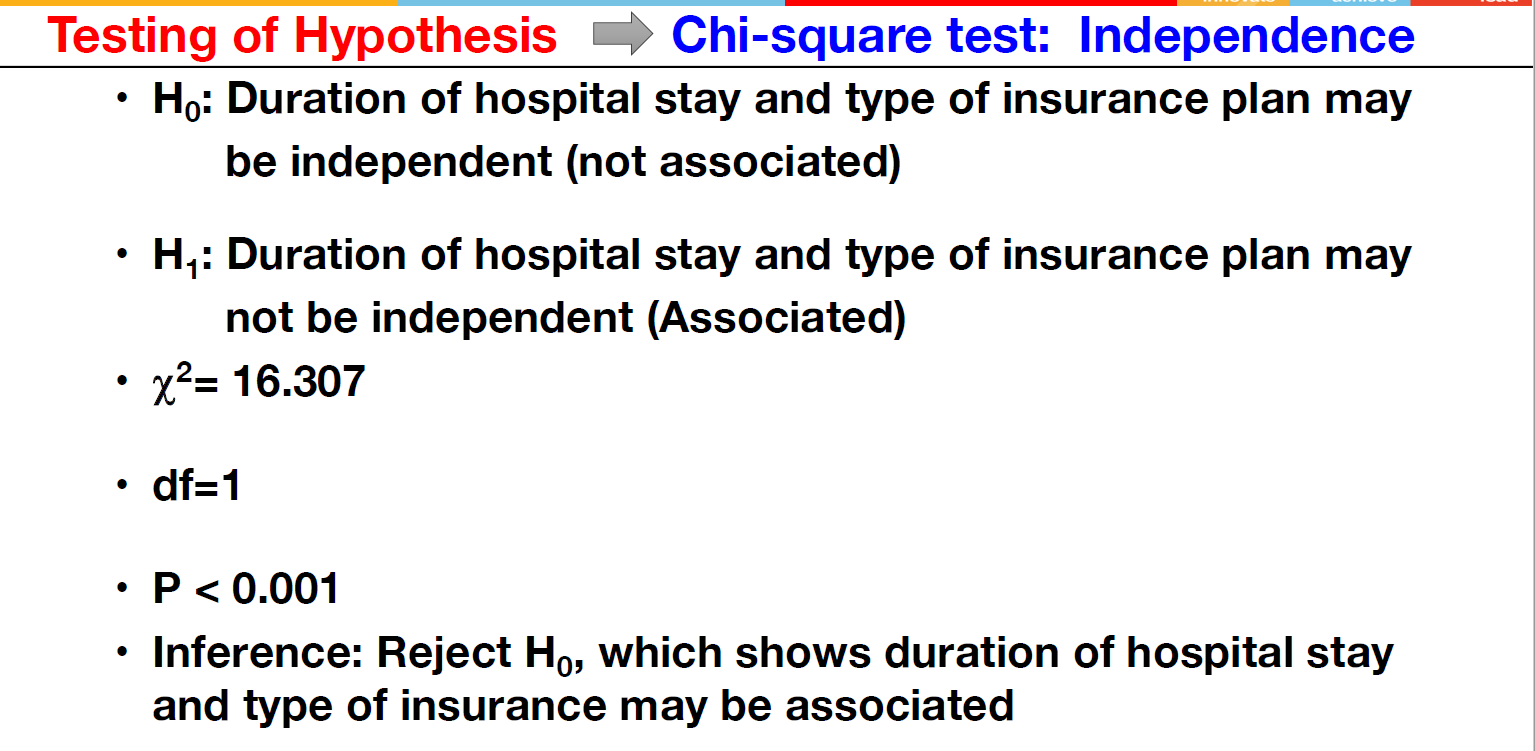 Testing of Hypothesis Chi-square test: Independence
• H₀: Duration of hospital stay and type of insurance plan may
be independent (not associated)
• H₁: Duration of hospital stay and type of insurance plan may
not be independent (Associated)
• χ²= 16.307
• df=1
• P < 0.001
• Inference: Reject H₀, which shows duration of hospital stay
and type of insurance may be associated